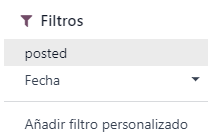 Filtros
posted
Fecha
Añadir filtro personalizado